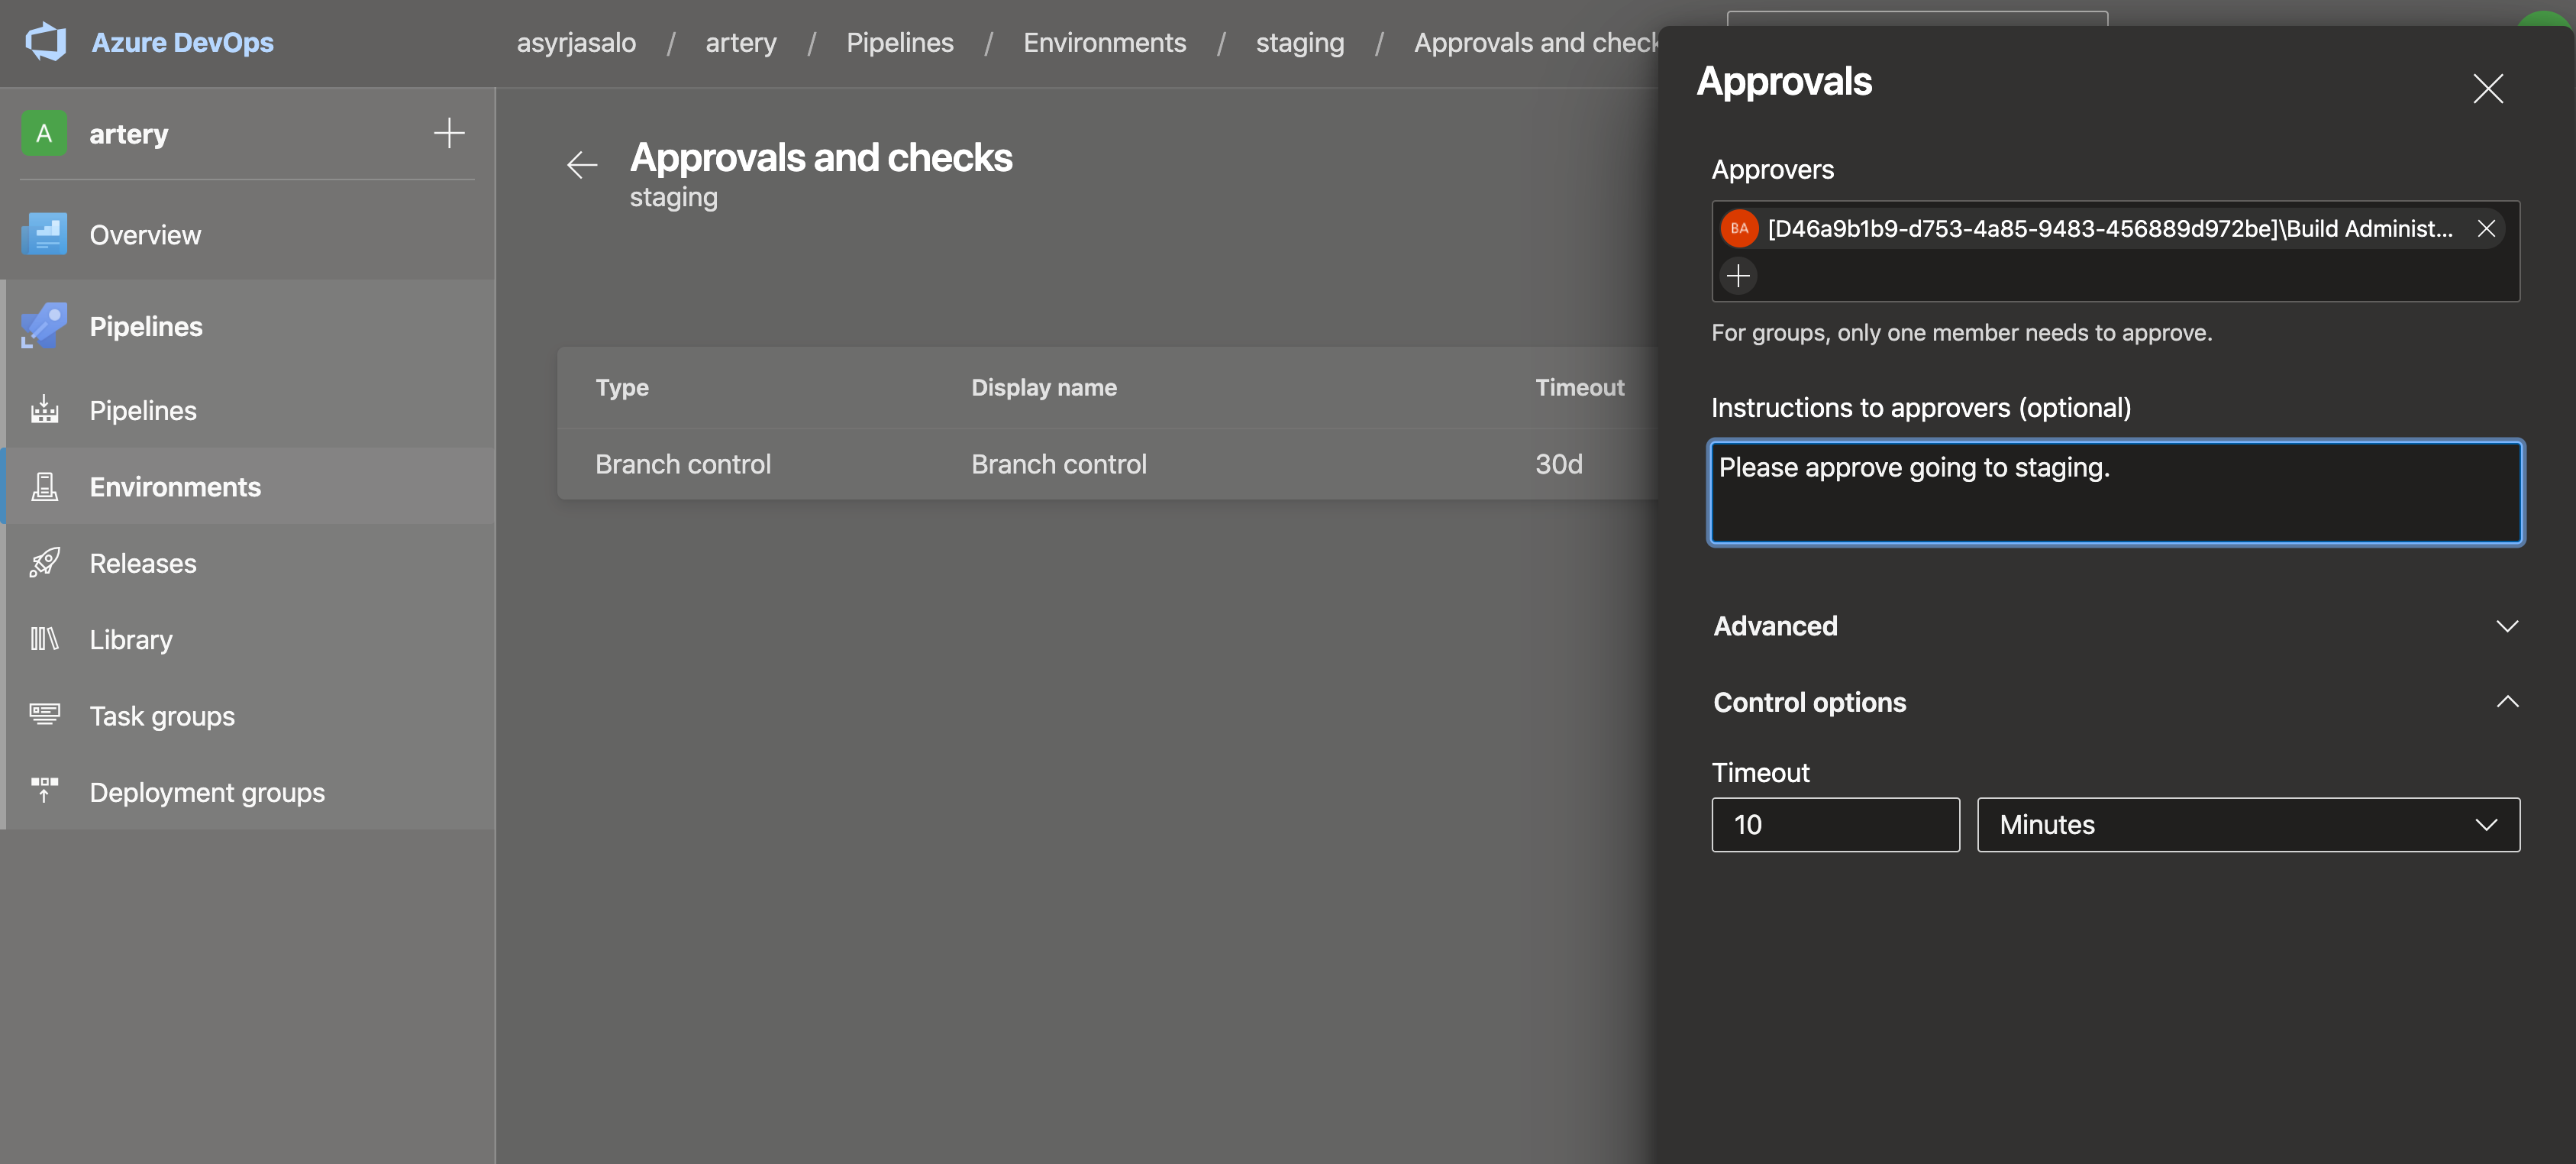 Azure DevOps
asyrjasalo / artery / Pipelines / Environments / staging / Approvals and check
A artery
Overview
Pipelines
Pipelines
Environments
Releases
Library
Task groups
Deployment groups
Approvals and checks
staging
Type Display name Timeout
Branch control Branch control 30d
Approvals
Approvers
BA [D46a9b1b9-d753-4a85-9483-456889d972be]\Build Administ...
For groups, only one member needs to approve.
Instructions to approvers (optional)
Please approve going to staging.
Advanced
Control options
Timeout
10 Minutes